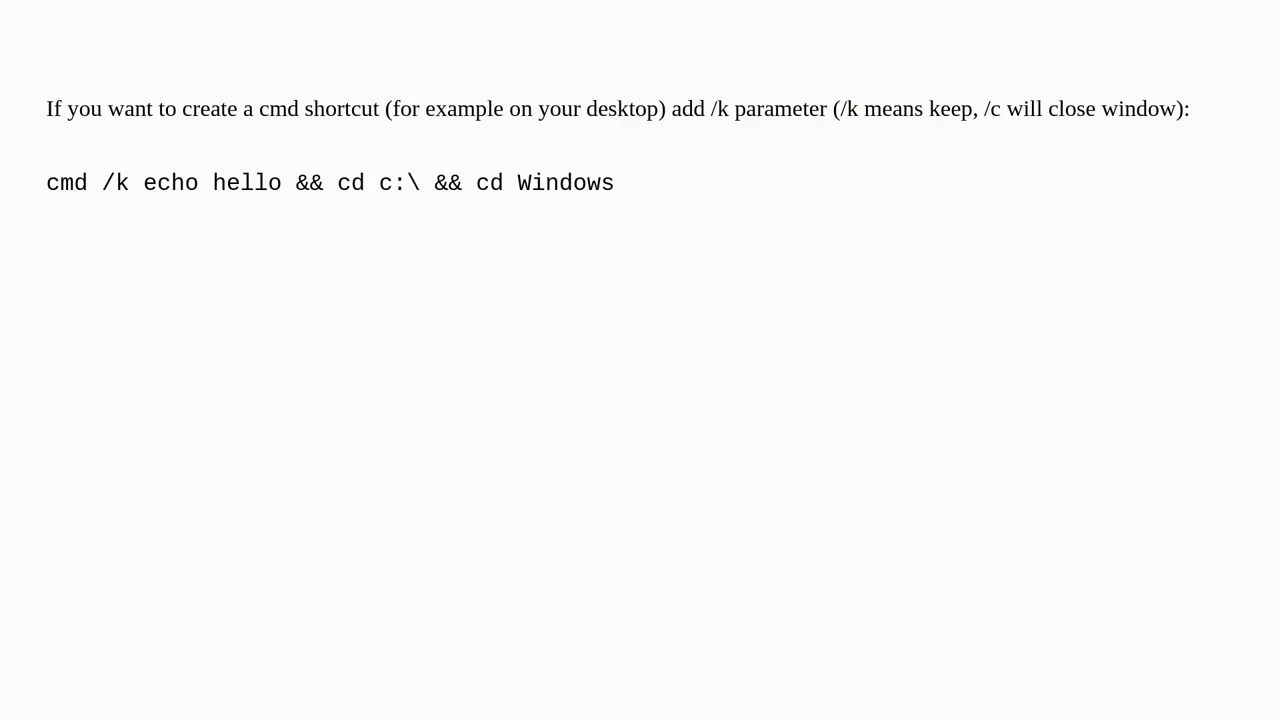 If you want to create a cmd shortcut (for example on your desktop) add /k parameter (/k means keep, /c will close window):
cmd /k echo hello && cd c:\ && cd Windows